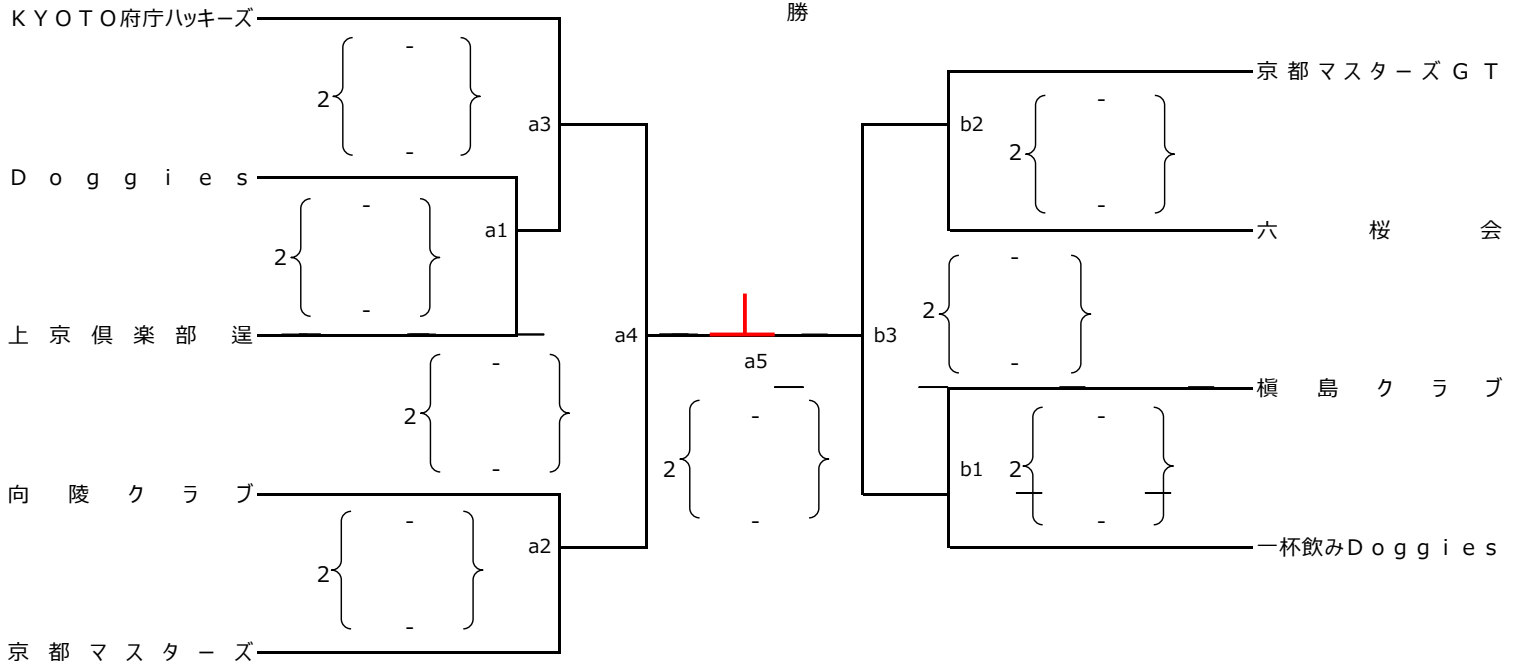 勝
KYOTO府庁ハッキーズ
-
2
-
a3
Doggies
-
2
-
a1
上京倶楽部逞
-
2
-
a4
向陵クラブ
-
2
-
a2
京都マスターズ
a5
-
2
-
京都マスターズGT
b2
-
2
-
六桜会
-
2
-
b3
槇島クラブ
b1
-
2
-
一杯飲みDoggies